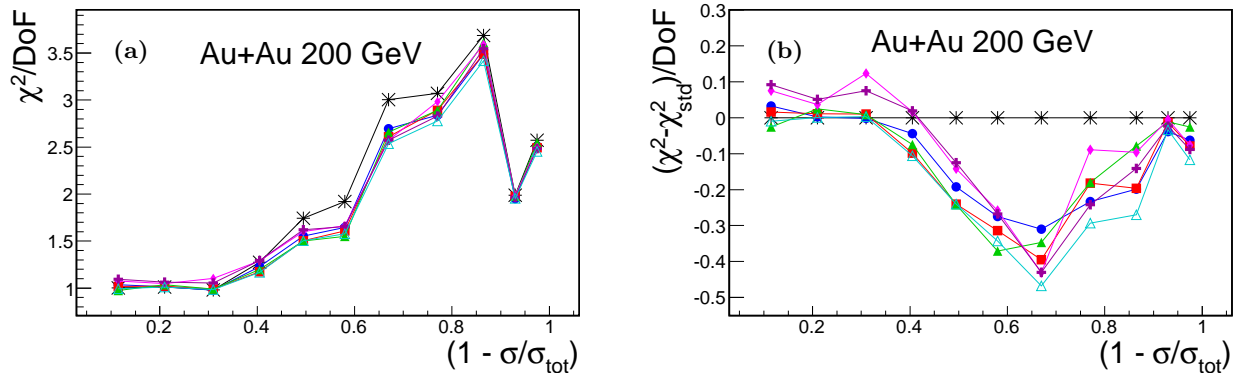 (a) Au+Au 200 GeV
χ²/DoF
3.5
3
2.5
2
1.5
1
0.2 0.4 0.6 0.8 1
(1 - σ/σ_tot)
(b) Au+Au 200 GeV
(χ²-χ²_std)/DoF
0.3
0.2
0.1
0
-0.1
-0.2
-0.3
-0.4
-0.5
0.2 0.4 0.6 0.8 1
(1 - σ/σ_tot)